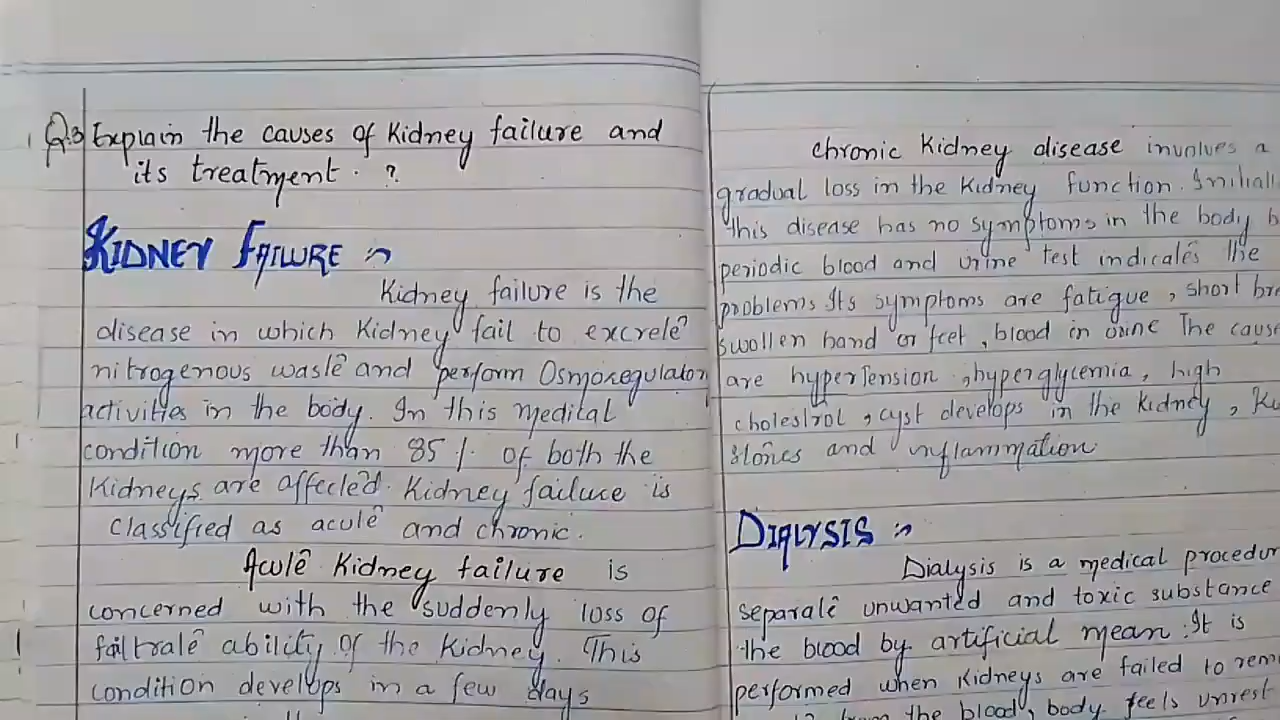 Q.3 Explain the causes of Kidney failure and
its treatment. ?
KIDNEY FAILURE :~
Kidney failure is the
disease in which Kidney fail to excrete
nitrogenous waste and perform Osmoregulator
activities in the body. In this medical
condition more than 85 % of both the
Kidneys are affected. Kidney failure is
classified as acute and chronic.
Acute Kidney failure is
concerned with the suddenly loss of
failtrate ability of the Kidney. This
condition develops in a few days
chronic Kidney disease involves a
gradual loss in the Kidney function. Initiall
this disease has no symptoms in the body b
periodic blood and urine test indicates the
problems. Its symptoms are fatigue, short bre
swollen hand or feet, blood in urine The cause
are hypertension, hyperglycemia, high
cholestrol, cyst develops in the Kidney, K
stones and inflammation
DIALYSIS :~
Dialysis is a medical procedur
separate unwanted and toxic substance
the blood by artificial mean. It is
performed when Kidneys are failed to rem
from the blood, body feels unrest